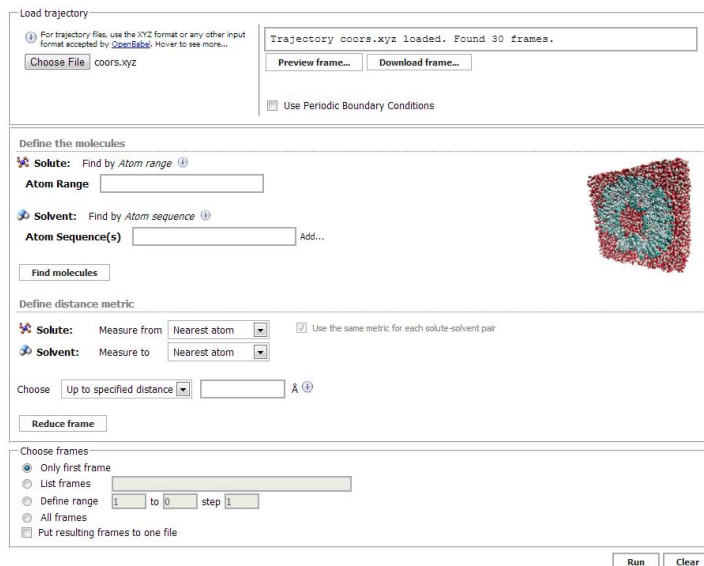 Load trajectory
For trajectory files, use the XYZ format or any other input
format accepted by OpenBabel. Hover to see more...
Choose File coors.xyz
Trajectory coors.xyz loaded. Found 30 frames.
Preview frame... Download frame...
Use Periodic Boundary Conditions
Define the molecules
Solute: Find by Atom range
Atom Range
Solvent: Find by Atom sequence
Atom Sequence(s) Add...
Find molecules
Define distance metric
Solute: Measure from Nearest atom Use the same metric for each solute-solvent pair
Solvent: Measure to Nearest atom
Choose Up to specified distance Å
Reduce frame
Choose frames
Only first frame
List frames
Define range 1 to 0 step 1
All frames
Put resulting frames to one file
Run Clear